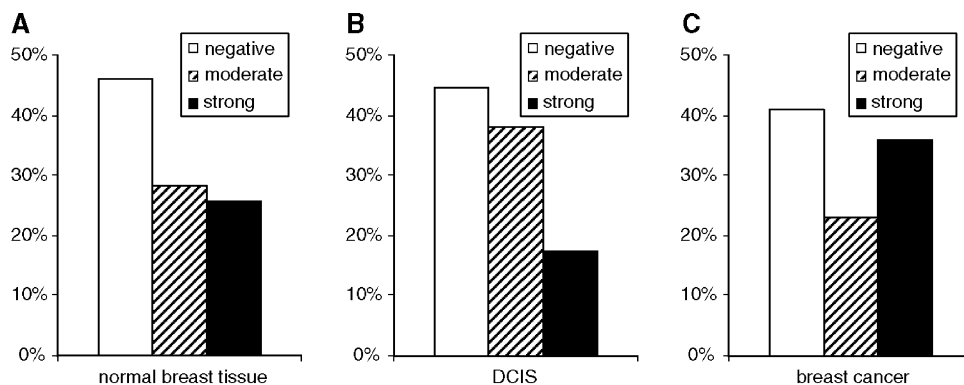 A
50%
40%
30%
20%
10%
0%
negative
moderate
strong
normal breast tissue
B
50%
40%
30%
20%
10%
0%
negative
moderate
strong
DCIS
C
50%
40%
30%
20%
10%
0%
negative
moderate
strong
breast cancer